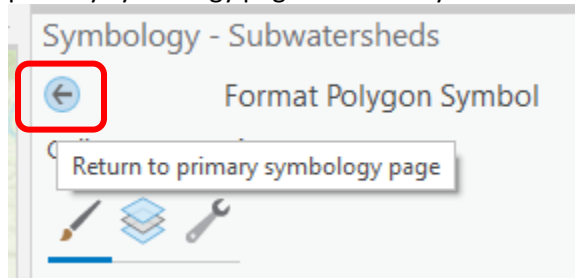 Symbology - Subwatersheds
Format Polygon Symbol
Return to primary symbology page